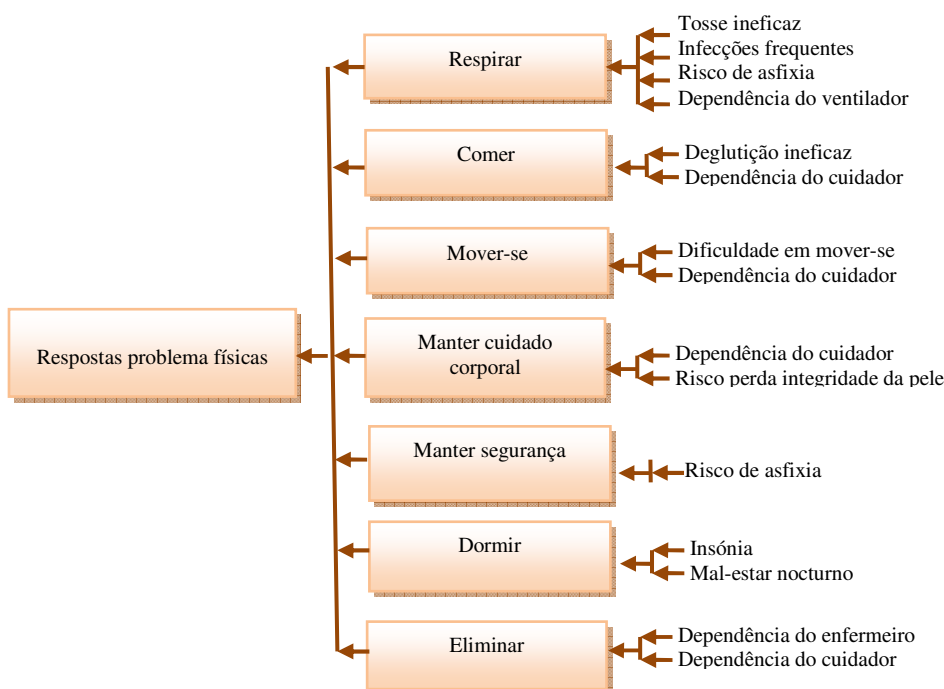 Respostas problema físicas
Respirar
Tosse ineficaz
Infecções frequentes
Risco de asfixia
Dependência do ventilador
Comer
Deglutição ineficaz
Dependência do cuidador
Mover-se
Dificuldade em mover-se
Dependência do cuidador
Manter cuidado
corporal
Dependência do cuidador
Risco perda integridade da pele
Manter segurança
Risco de asfixia
Dormir
Insónia
Mal-estar nocturno
Eliminar
Dependência do enfermeiro
Dependência do cuidador